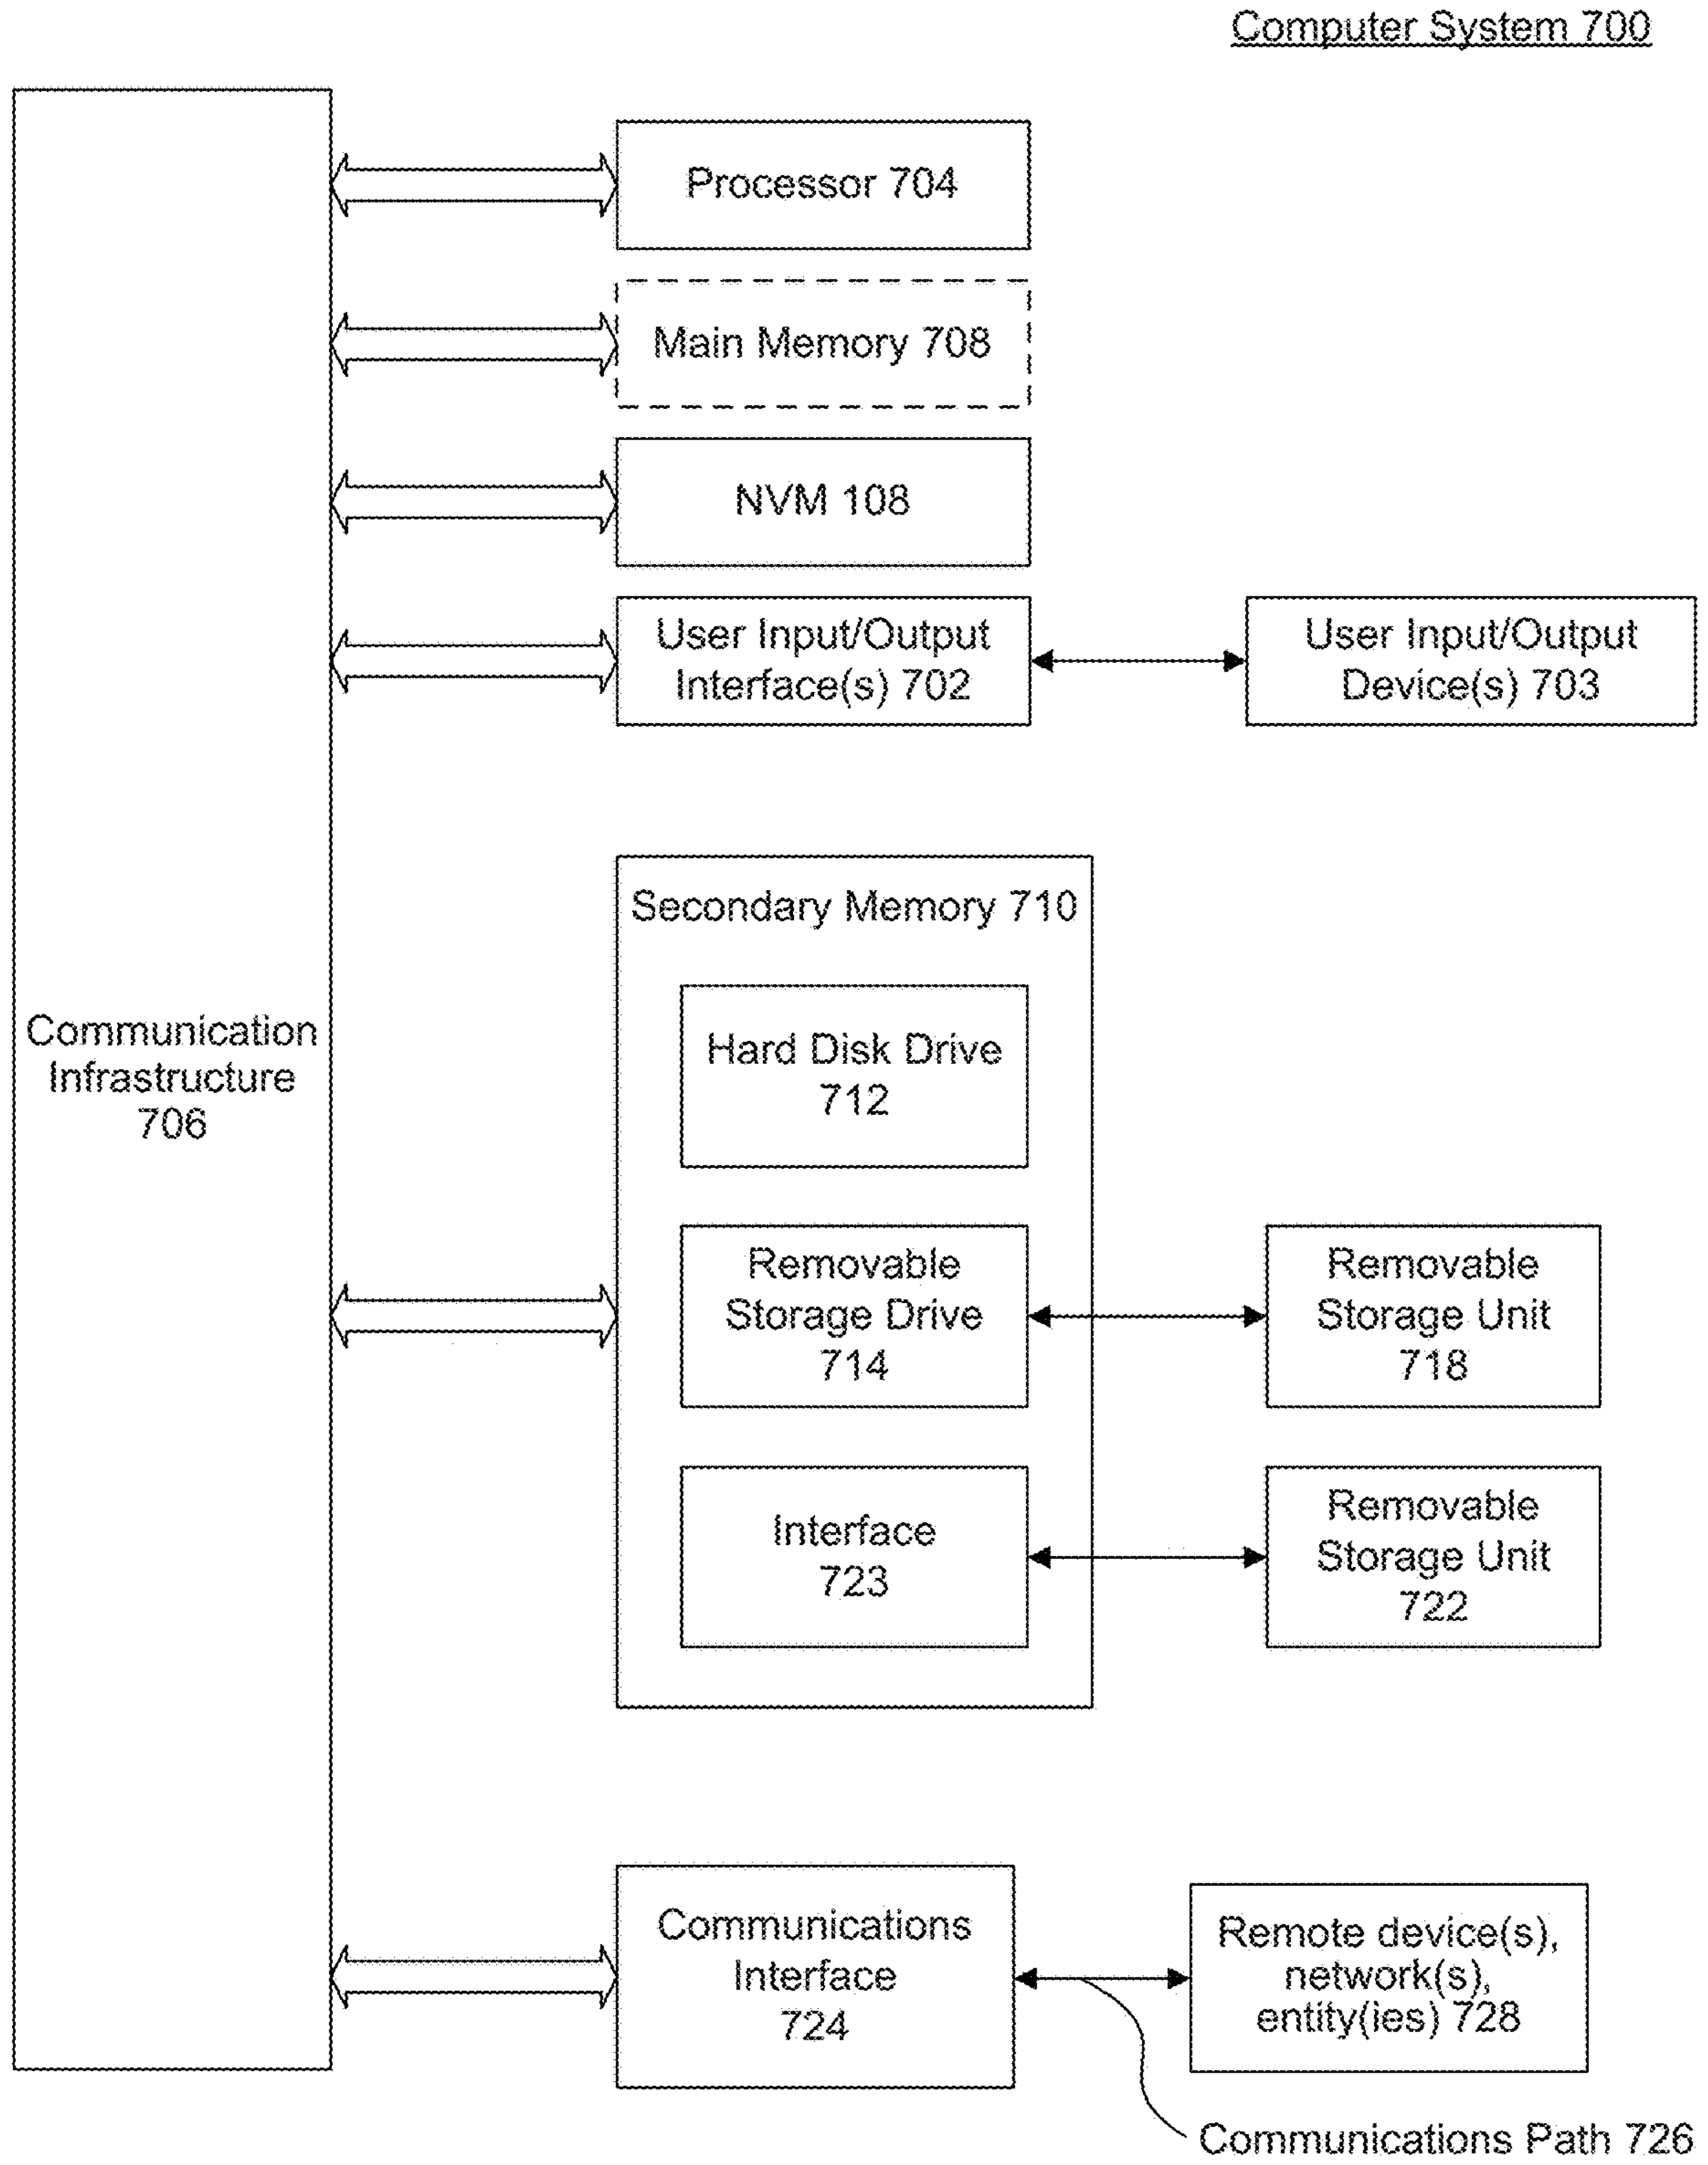 Computer System 700
Processor 704
Main Memory 708
NVM 108
User Input/Output
Interface(s) 702
User Input/Output
Device(s) 703
Communication
Infrastructure
706
Secondary Memory 710
Hard Disk Drive
712
Removable
Storage Drive
714
Removable
Storage Unit
718
Interface
723
Removable
Storage Unit
722
Communications
Interface
724
Remote device(s),
network(s),
entity(ies) 728
Communications Path 726